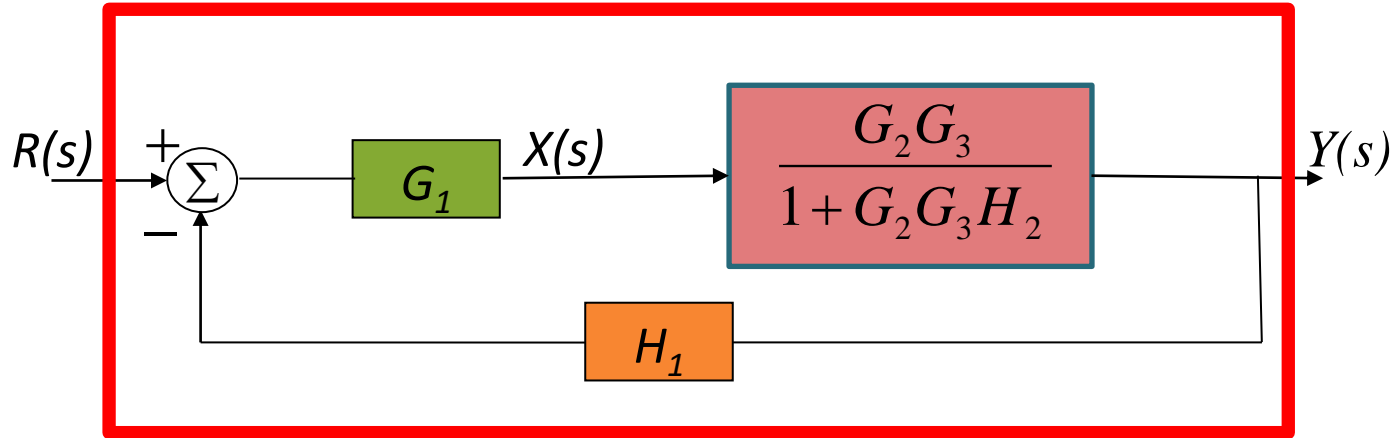 R(s)
+
Σ
−
G₁
X(s)
G₂G₃
1 + G₂G₃H₂
Y(s)
H₁